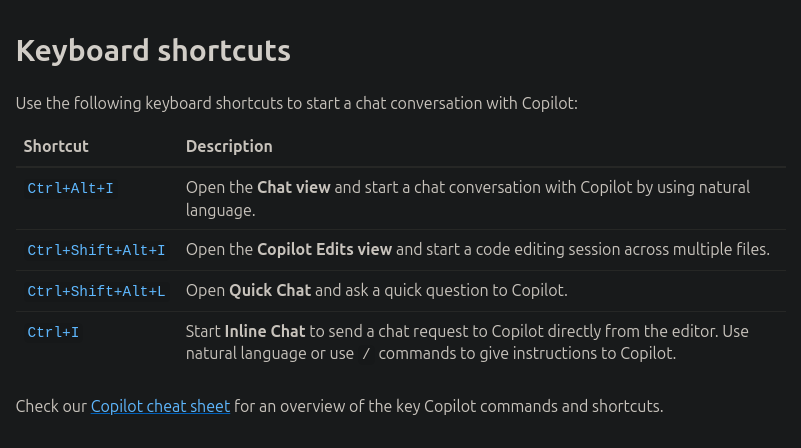 Keyboard shortcuts
Use the following keyboard shortcuts to start a chat conversation with Copilot:
Shortcut Description
Ctrl+Alt+I Open the Chat view and start a chat conversation with Copilot by using natural
language.
Ctrl+Shift+Alt+I Open the Copilot Edits view and start a code editing session across multiple files.
Ctrl+Shift+Alt+L Open Quick Chat and ask a quick question to Copilot.
Ctrl+I Start Inline Chat to send a chat request to Copilot directly from the editor. Use
natural language or use / commands to give instructions to Copilot.
Check our Copilot cheat sheet for an overview of the key Copilot commands and shortcuts.